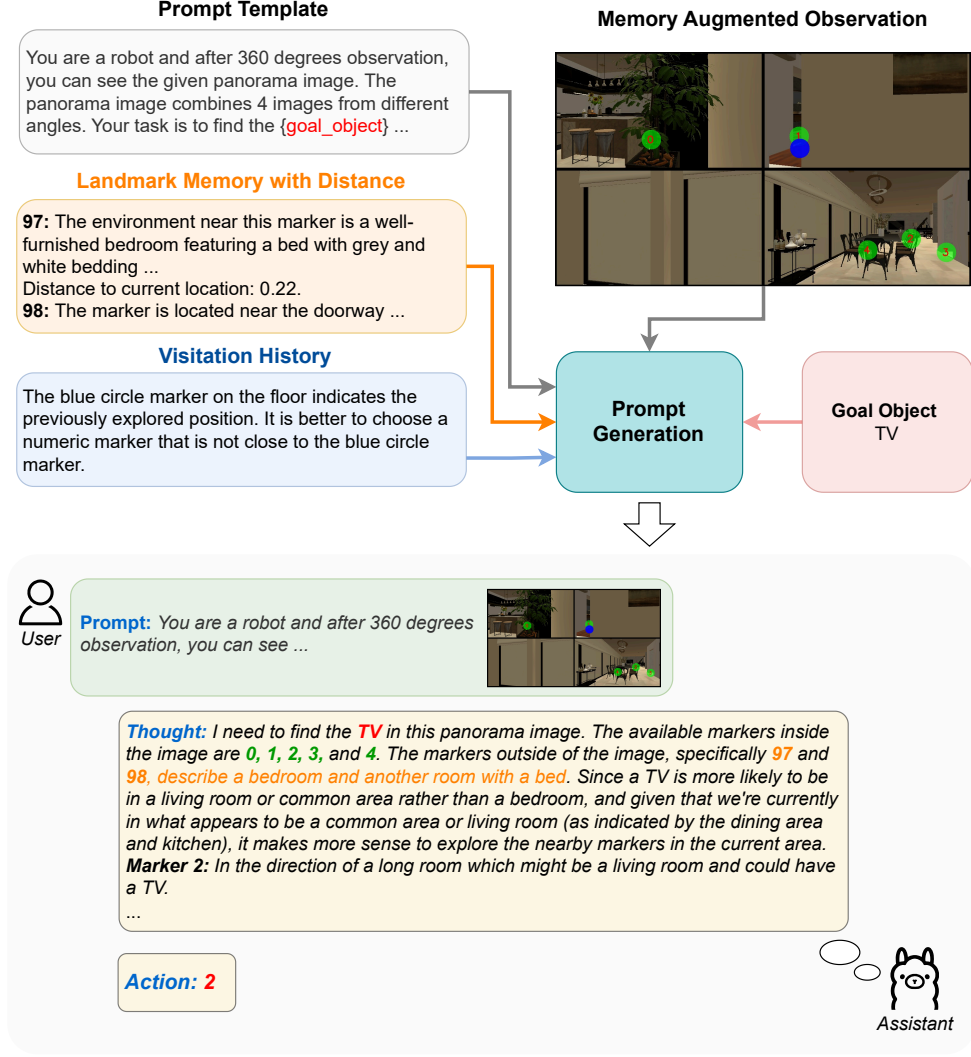 Prompt Template
You are a robot and after 360 degrees observation,
you can see the given panorama image. The
panorama image combines 4 images from different
angles. Your task is to find the {goal_object} ...
Landmark Memory with Distance
97: The environment near this marker is a well-
furnished bedroom featuring a bed with grey and
white bedding ...
Distance to current location: 0.22.
98: The marker is located near the doorway ...
Visitation History
The blue circle marker on the floor indicates the
previously explored position. It is better to choose a
numeric marker that is not close to the blue circle
marker.
Memory Augmented Observation
0
1
4
2
3
Prompt
Generation
Goal Object
TV
User
Prompt: You are a robot and after 360 degrees
observation, you can see ...
Thought: I need to find the TV in this panorama image. The available markers inside
the image are 0, 1, 2, 3, and 4. The markers outside of the image, specifically 97 and
98, describe a bedroom and another room with a bed. Since a TV is more likely to be
in a living room or common area rather than a bedroom, and given that we're currently
in what appears to be a common area or living room (as indicated by the dining area
and kitchen), it makes more sense to explore the nearby markers in the current area.
Marker 2: In the direction of a long room which might be a living room and could have
a TV.
...
Action: 2
Assistant